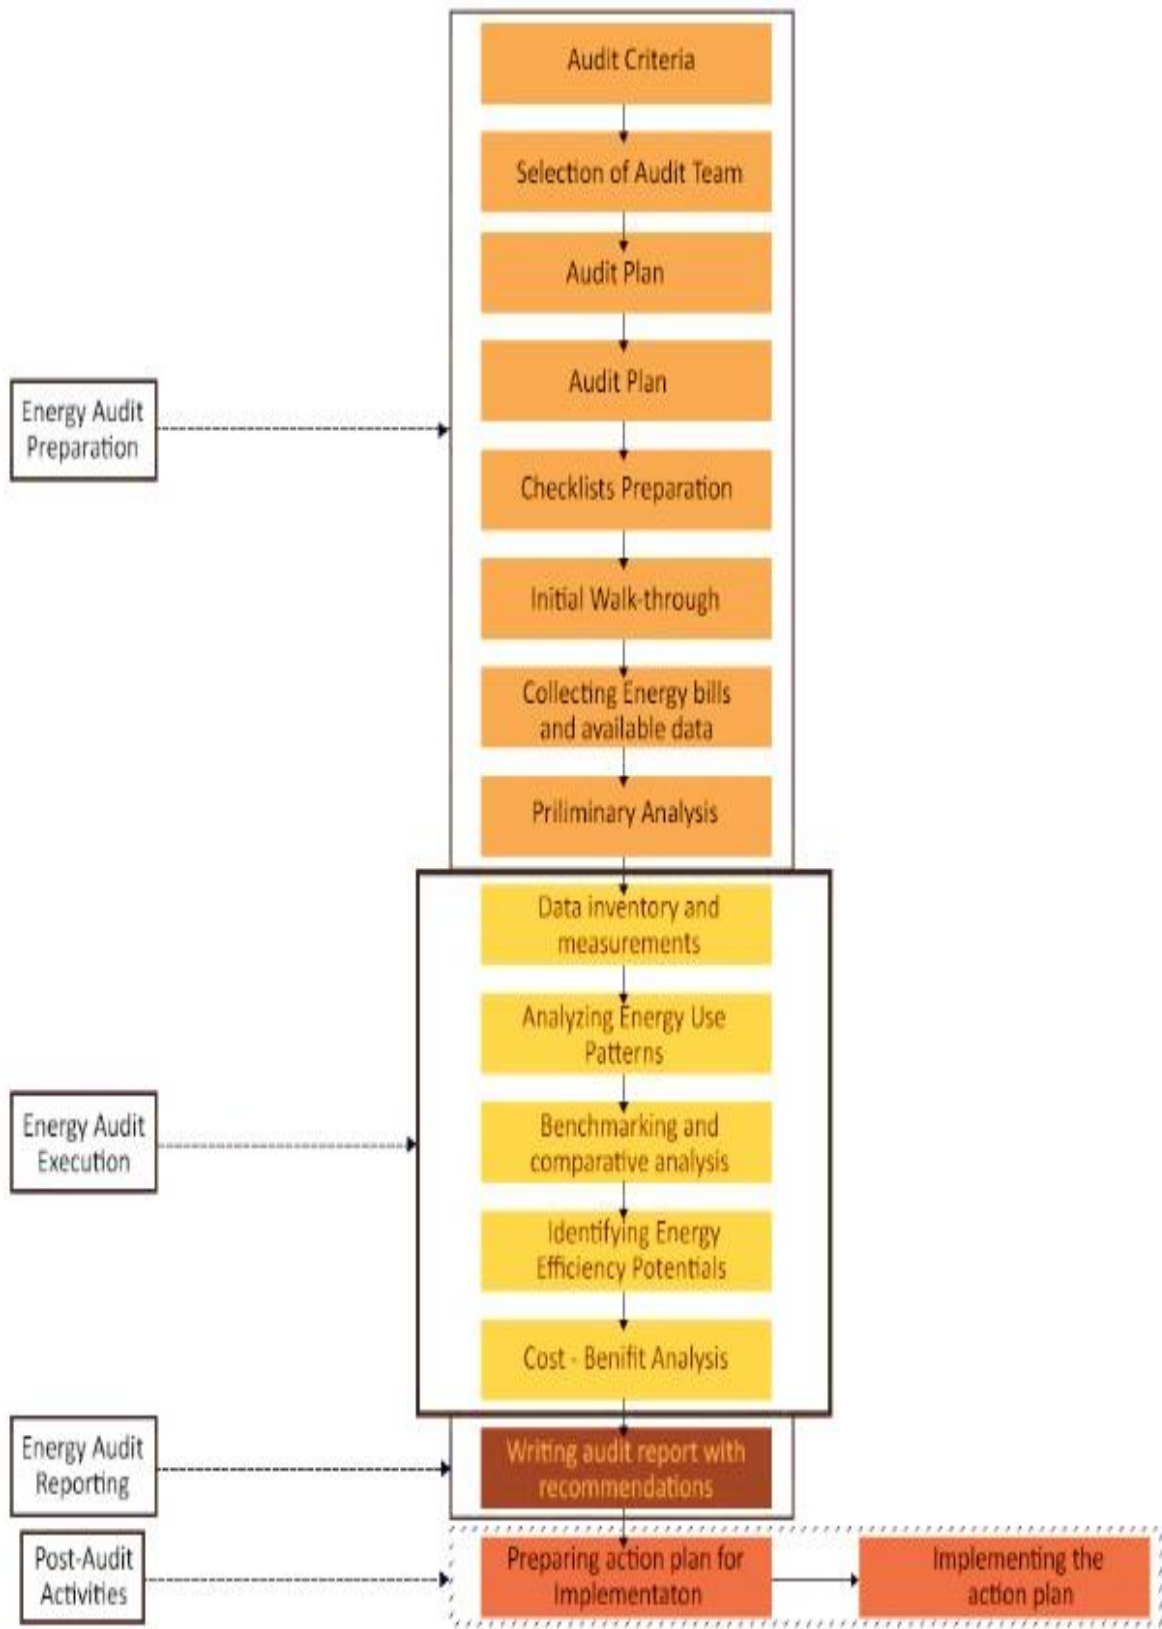 Audit Criteria
Selection of Audit Team
Audit Plan
Audit Plan
Energy Audit
Preparation
Checklists Preparation
Initial Walk-through
Collecting Energy bills
and available data
Priliminary Analysis
Data inventory and
measurements
Analyzing Energy Use
Patterns
Energy Audit
Execution
Benchmarking and
comparative analysis
Identifying Energy
Efficiency Potentials
Cost - Benifit Analysis
Energy Audit
Reporting
Writing audit report with
recommendations
Post-Audit
Activities
Preparing action plan for
Implementaton
Implementing the
action plan